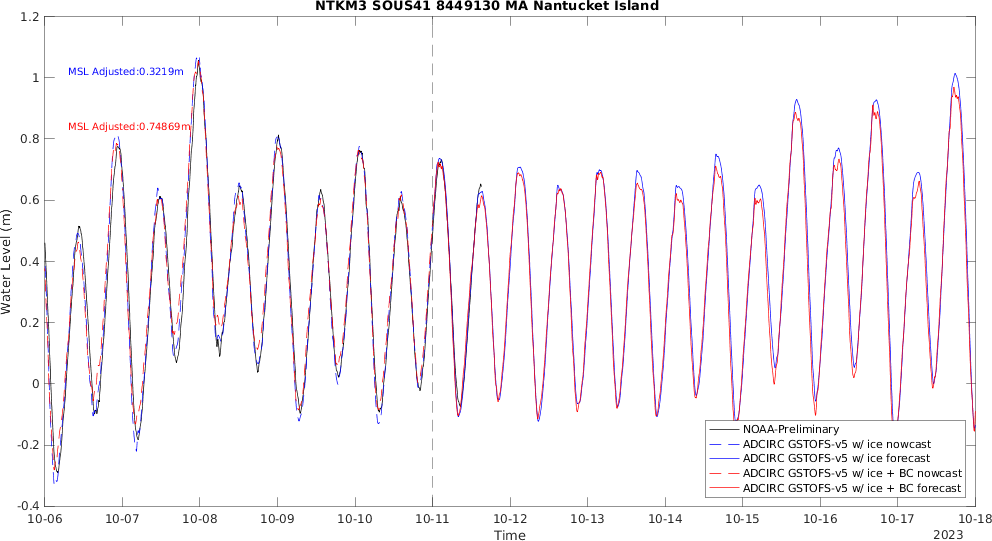 NTKM3 SOUS41 8449130 MA Nantucket Island
1.2
1
0.8
0.6
0.4
0.2
0
-0.2
-0.4
Water Level (m)
MSL Adjusted:0.3219m
MSL Adjusted:0.74869m
NOAA-Preliminary
ADCIRC GSTOFS-v5 w/ ice nowcast
ADCIRC GSTOFS-v5 w/ ice forecast
ADCIRC GSTOFS-v5 w/ ice + BC nowcast
ADCIRC GSTOFS-v5 w/ ice + BC forecast
10-06 10-07 10-08 10-09 10-10 10-11 10-12 10-13 10-14 10-15 10-16 10-17 10-18
Time
2023